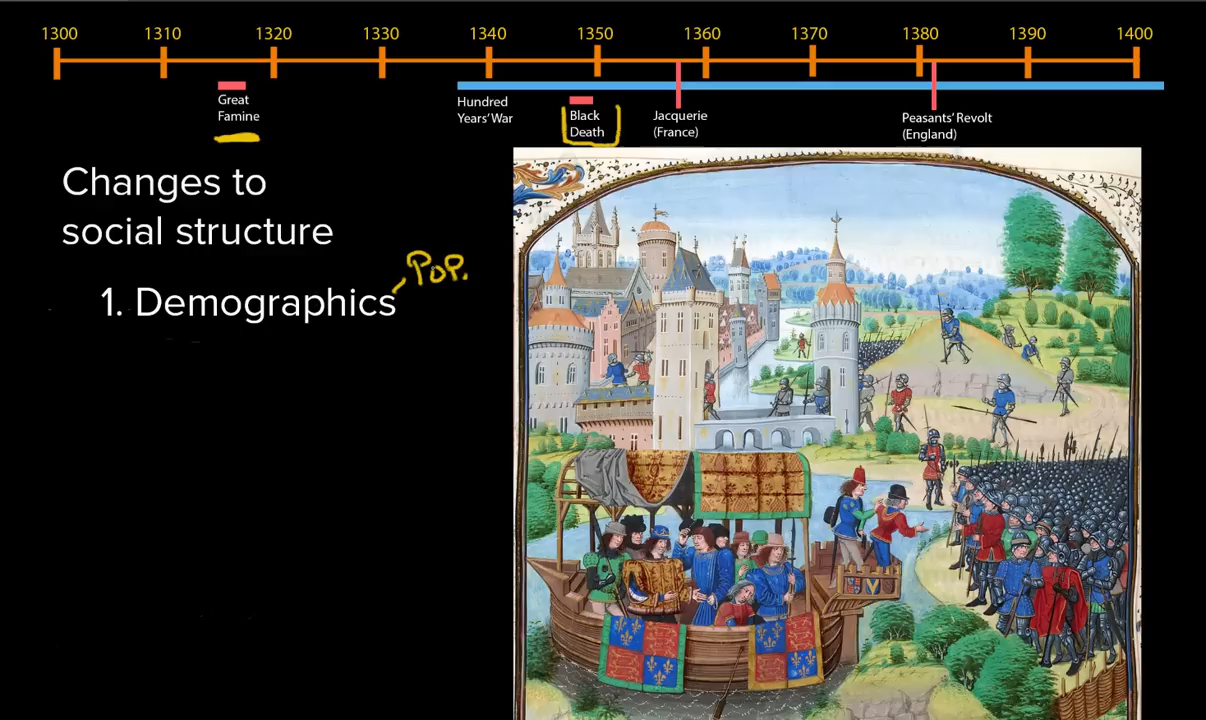 1300 1310 1320 1330 1340 1350 1360 1370 1380 1390 1400
Great
Famine
Hundred
Years' War
Black
Death
Jacquerie
(France)
Peasants' Revolt
(England)
Changes to
social structure
POP.
1. Demographics